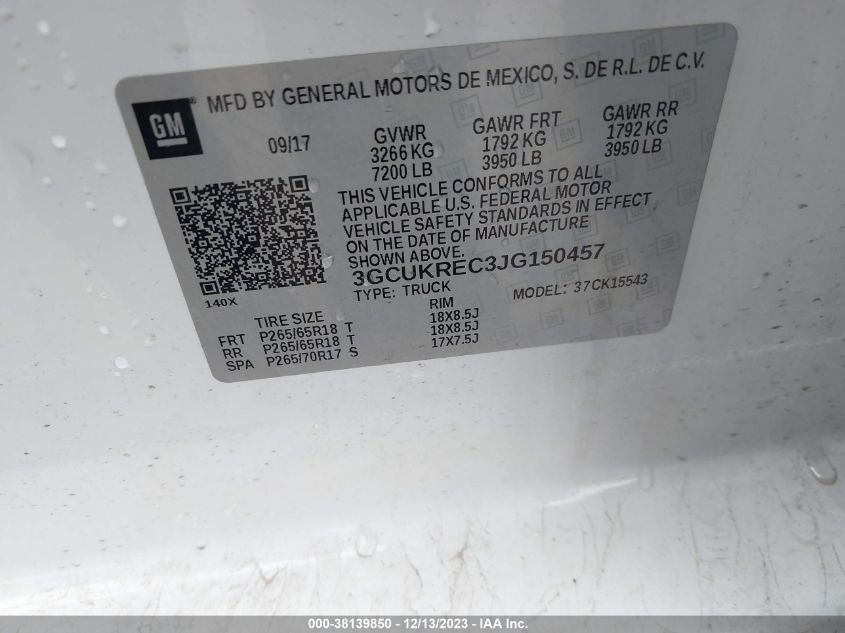 GM ® MFD BY GENERAL MOTORS DE MEXICO, S. DE R.L. DE C.V.
09/17 GVWR GAWR FRT GAWR RR
3266 KG 1792 KG 1792 KG
7200 LB 3950 LB 3950 LB
THIS VEHICLE CONFORMS TO ALL
APPLICABLE U.S. FEDERAL MOTOR
VEHICLE SAFETY STANDARDS IN EFFECT
ON THE DATE OF MANUFACTURE
SHOWN ABOVE.
3GCUKREC3JG150457
140X TYPE: TRUCK MODEL: 37CK15543
TIRE SIZE RIM
FRT P265/65R18 T 18X8.5J
RR P265/65R18 T 18X8.5J
SPA P265/70R17 S 17X7.5J
000-38139850 - 12/13/2023 - IAA Inc.